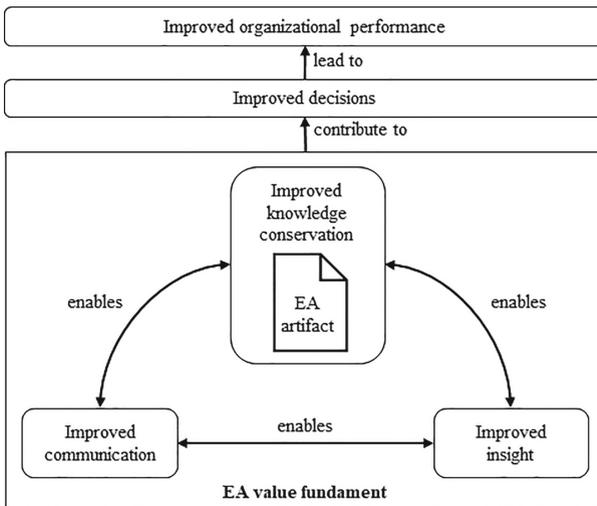 Improved organizational performance
lead to
Improved decisions
contribute to
Improved
knowledge
conservation
EA
artifact
enables
enables
enables
Improved
communication
Improved
insight
EA value fundament